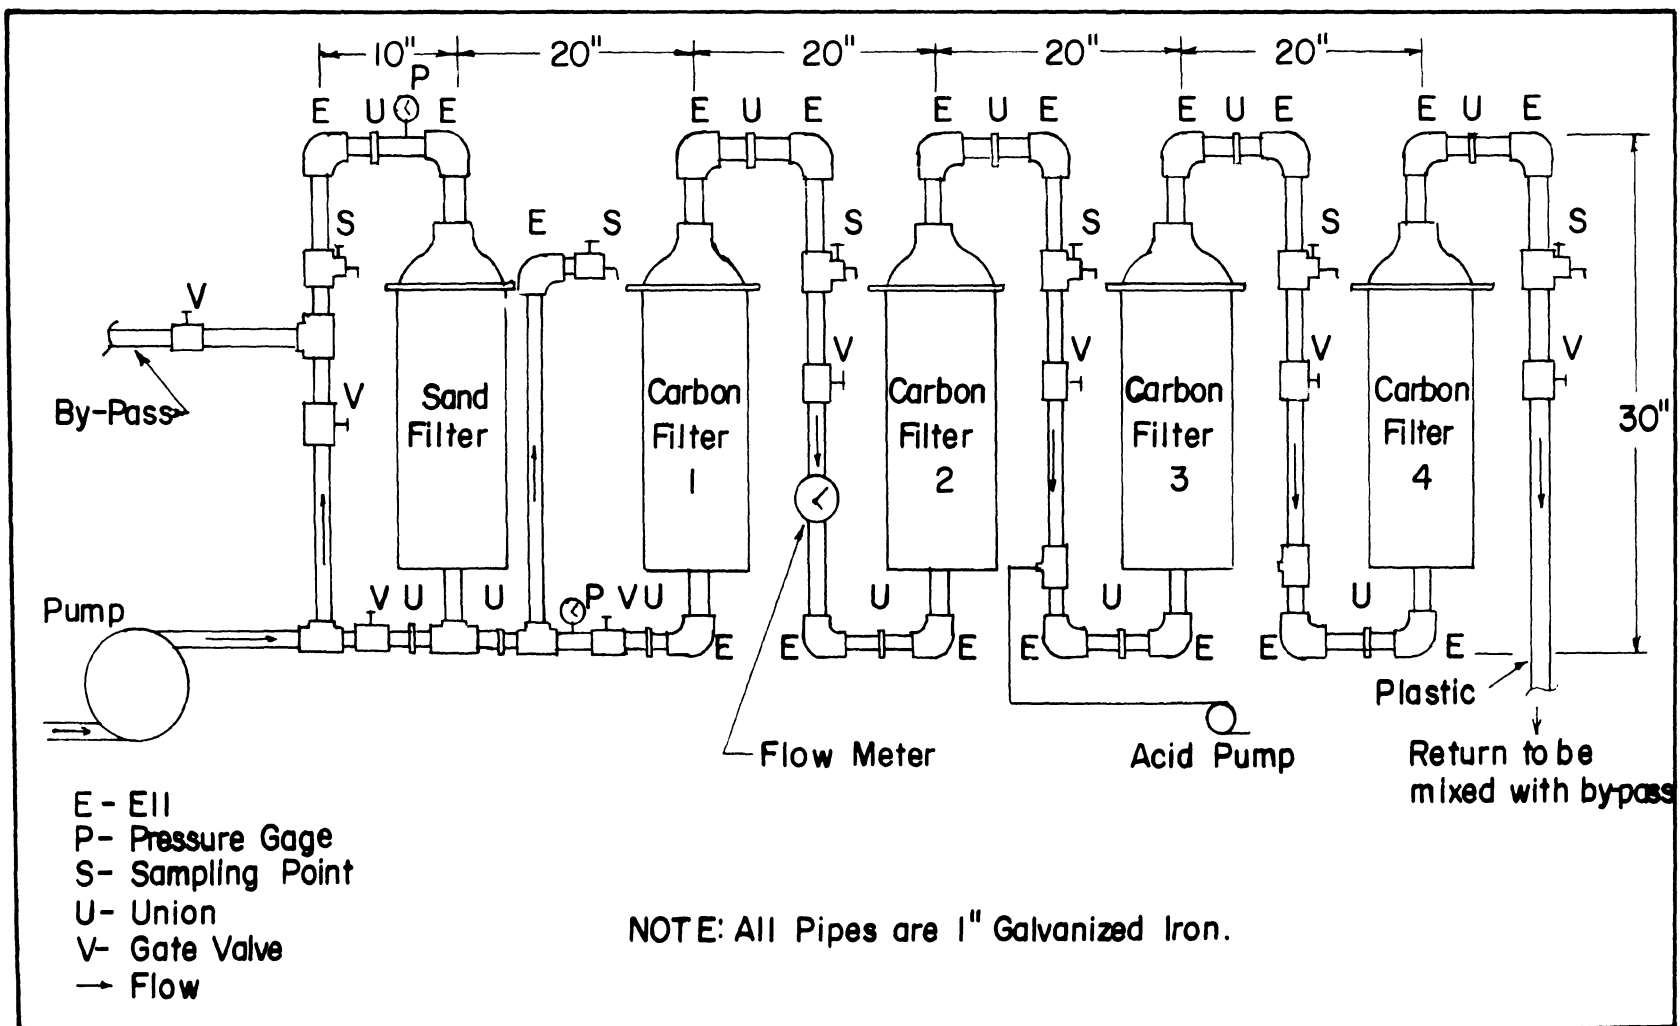 10" 20" 20" 20" 20"
P
E U E E U E E U E E U E E U E
S E S S S S S
V
V V V V V
By-Pass
Sand Filter
Carbon Filter 1
Carbon Filter 2
Carbon Filter 3
Carbon Filter 4
30"
Pump
V U U P V U U U U
E E E E E E E E
Plastic
Flow Meter
Acid Pump
Return to be
mixed with by-pass
E - Ell
P - Pressure Gage
S - Sampling Point
U - Union
V - Gate Valve
→ Flow
NOTE: All Pipes are 1" Galvanized Iron.